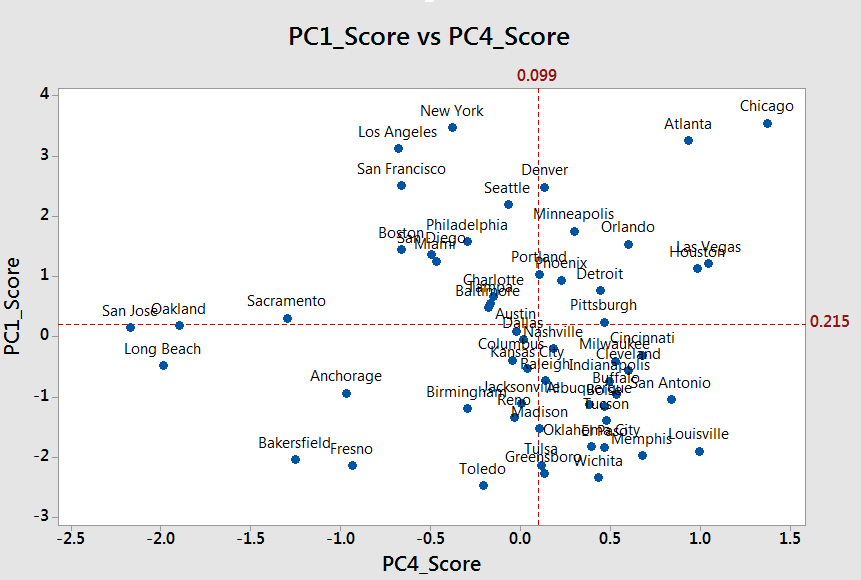 PC1_Score vs PC4_Score
0.099
4
Chicago
New York
Atlanta
Los Angeles
3
San Francisco
Denver
Seattle
2
Minneapolis
Philadelphia
Orlando
Boston
San Diego
Miami
Las Vegas
Houston
Portland
Phoenix
1
Detroit
Charlotte
Tampa
Baltimore
Pittsburgh
San Jose
Oakland
Sacramento
Austin
0.215
Dallas
0
Nashville
Cincinnati
Columbus
Milwaukee
Long Beach
Kansas City
Cleveland
Raleigh
Indianapolis
Anchorage
Buffalo
San Antonio
Jacksonville
Albuquerque
Boise
-1
Birmingham
Reno
Tucson
Madison
Oklahoma City
El Paso
Louisville
Bakersfield
Fresno
Tulsa
Memphis
-2
Greensboro
Wichita
Toledo
-3
-2.5 -2.0 -1.5 -1.0 -0.5 0.0 0.5 1.0 1.5
PC4_Score
PC1_Score